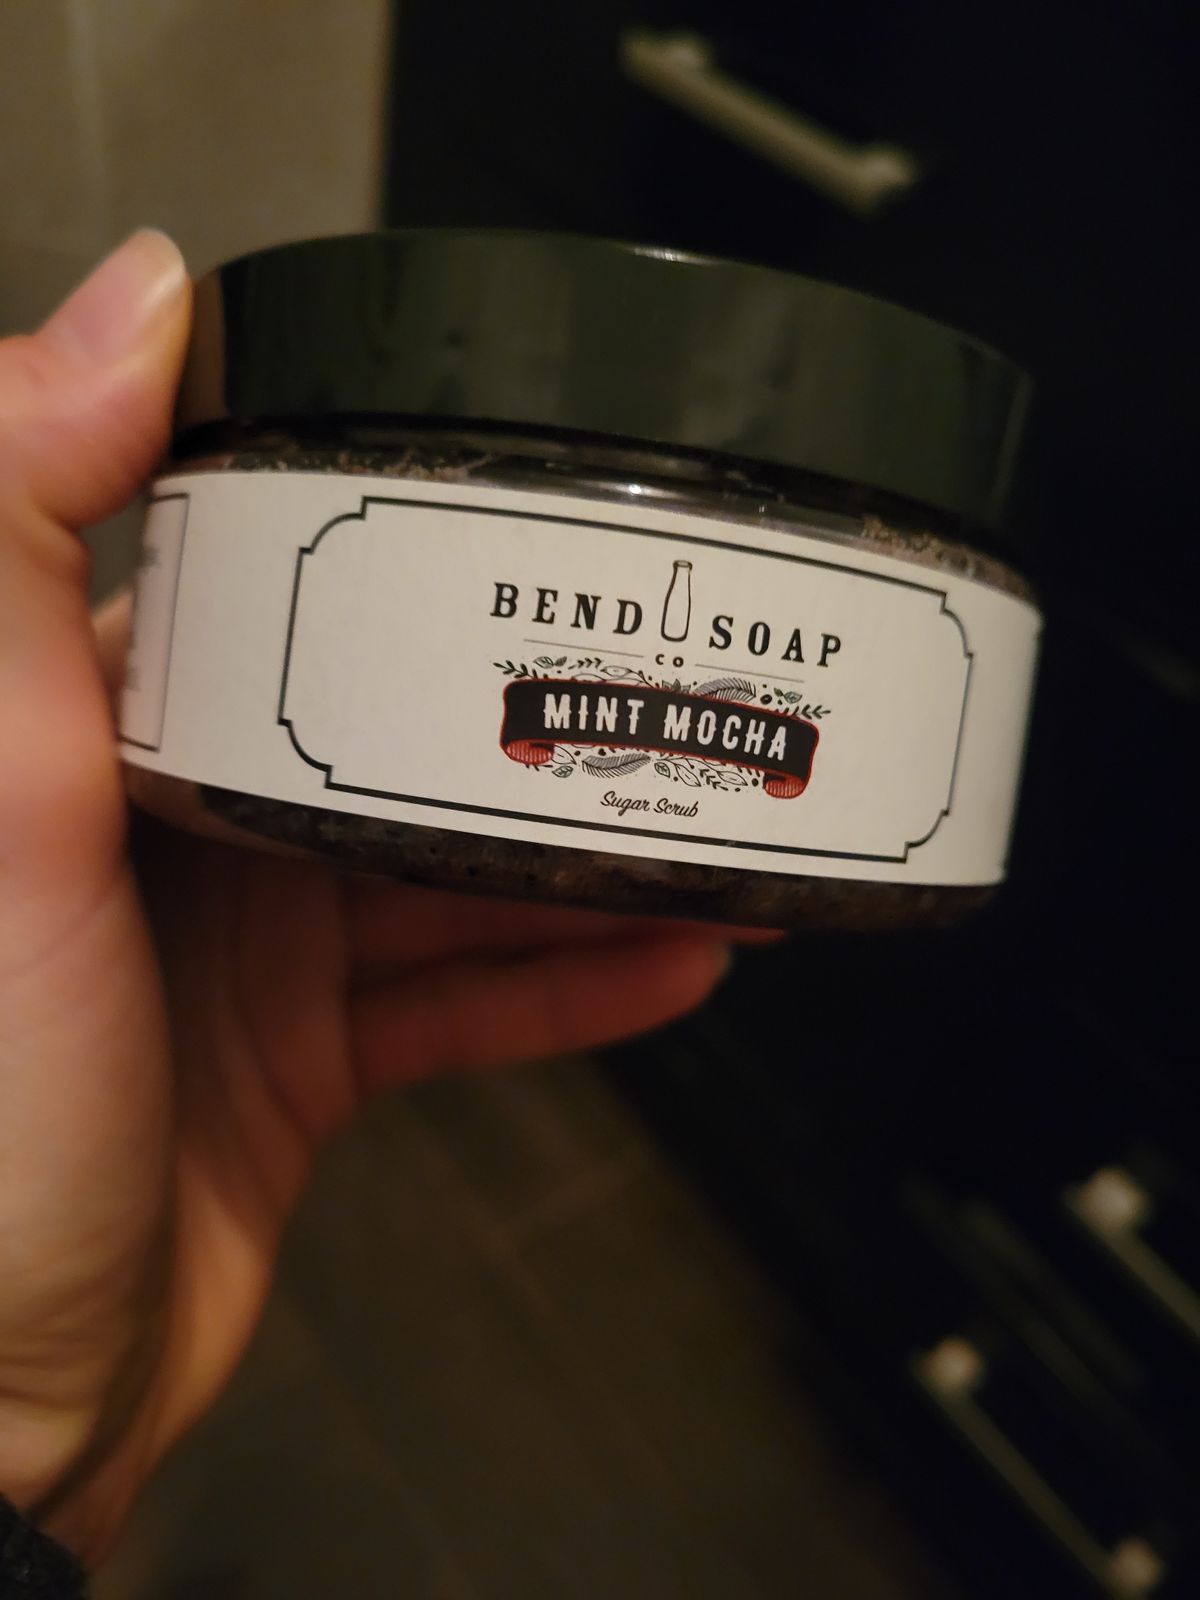 BEND SOAP
CO
MINT MOCHA
Sugar Scrub